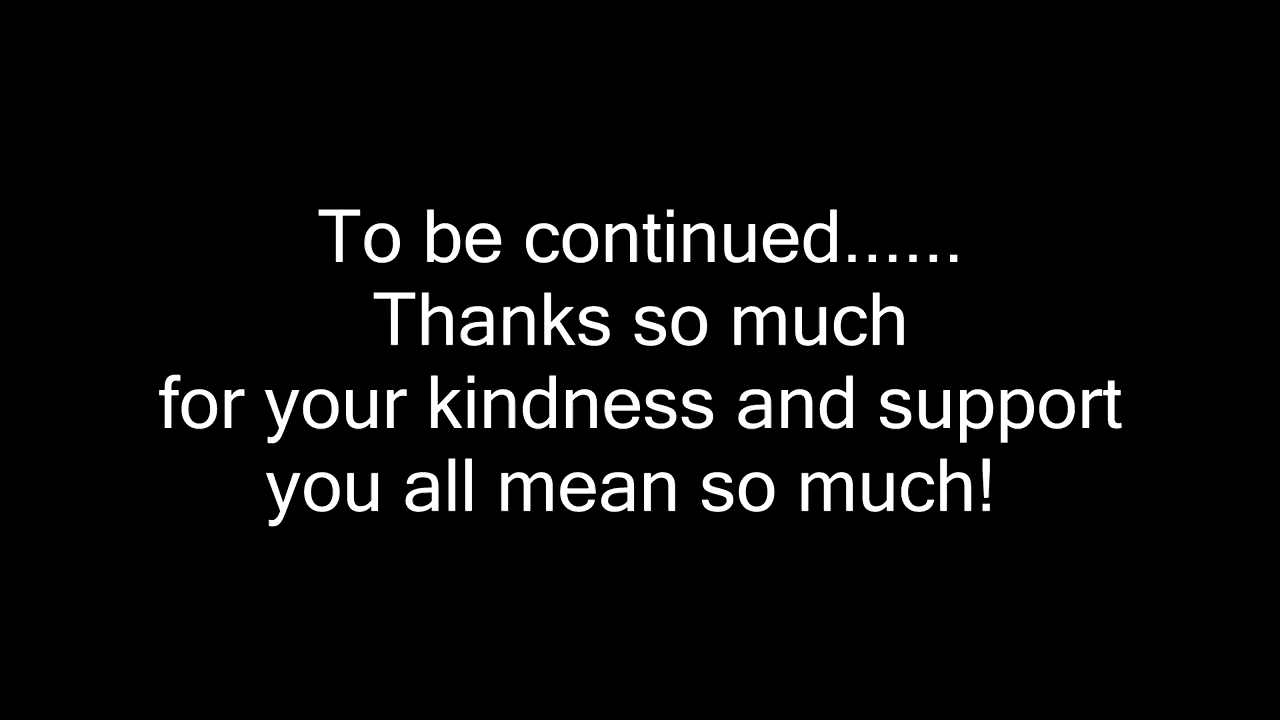 To be continued......
Thanks so much
for your kindness and support
you all mean so much!